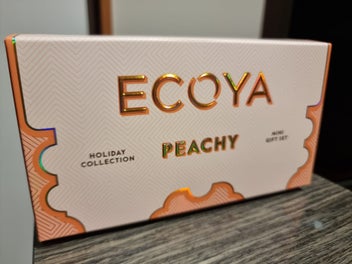 ECOYA
PEACHY
HOLIDAY
COLLECTION
MINI
GIFT SET